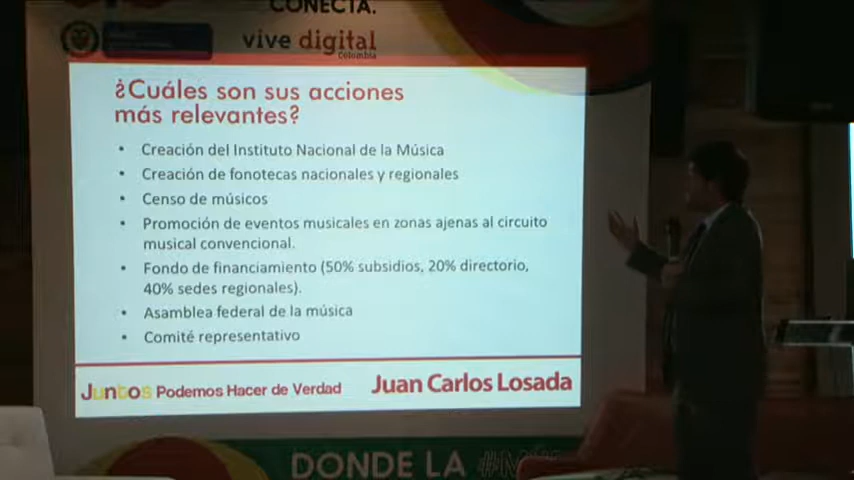 CONECTA.
vive digital
Colombia
¿Cuáles son sus acciones
más relevantes?
• Creación del Instituto Nacional de la Música
• Creación de fonotecas nacionales y regionales
• Censo de músicos
• Promoción de eventos musicales en zonas ajenas al circuito
musical convencional.
• Fondo de financiamiento (50% subsidios, 20% directorio,
40% sedes regionales).
• Asamblea federal de la música
• Comité representativo
Juntos Podemos Hacer de Verdad
Juan Carlos Losada
DONDE LA